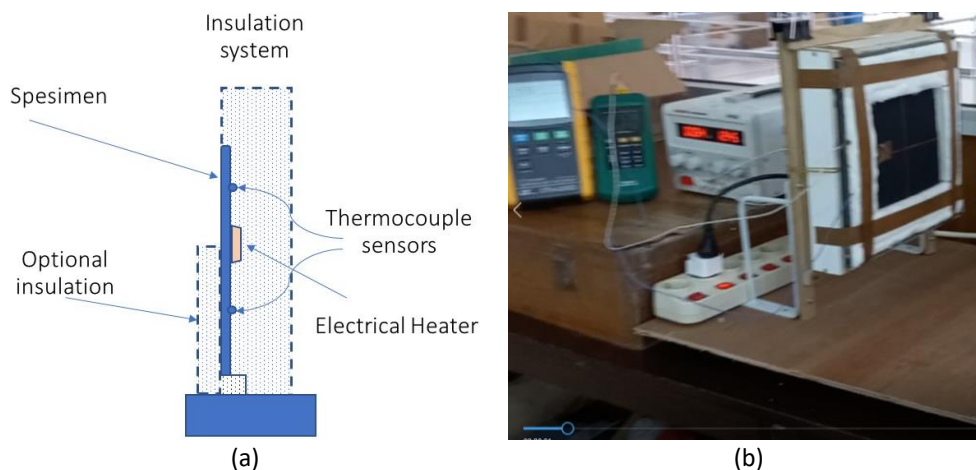 Insulation
system
Spesimen
Thermocouple
sensors
Optional
insulation
Electrical Heater
(a)
(b)